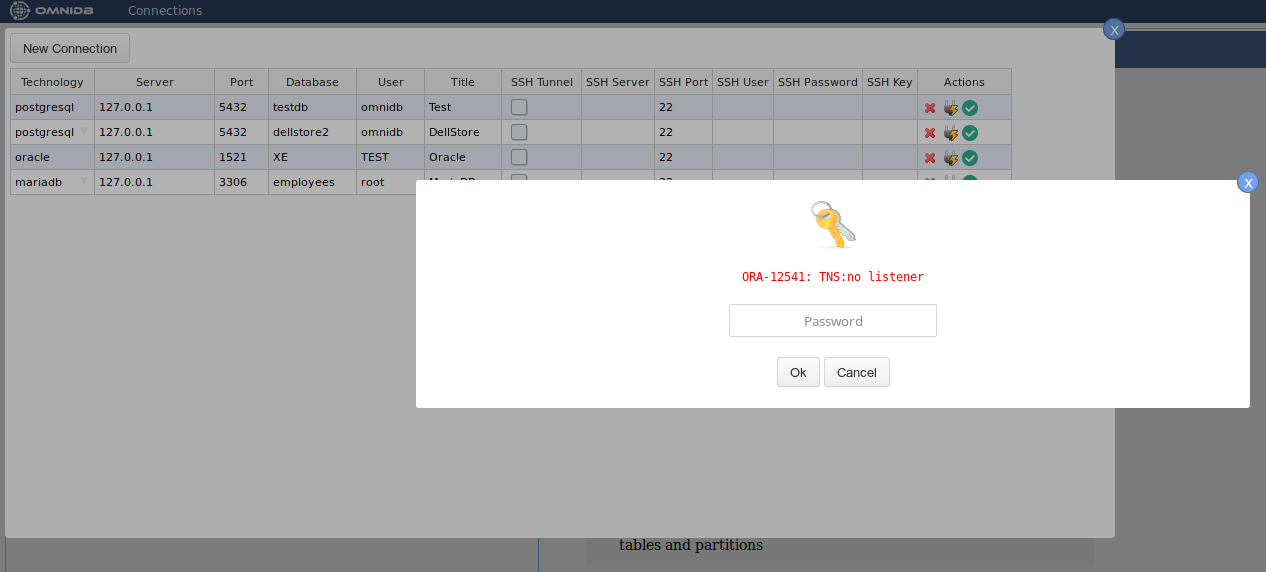 OMNIDB Connections
x
New Connection
Technology Server Port Database User Title SSH Tunnel SSH Server SSH Port SSH User SSH Password SSH Key Actions
postgresql 127.0.0.1 5432 testdb omnidb Test 22
postgresql 127.0.0.1 5432 dellstore2 omnidb DellStore 22
oracle 127.0.0.1 1521 XE TEST Oracle 22
mariadb 127.0.0.1 3306 employees root
x
ORA-12541: TNS:no listener
Password
Ok Cancel
tables and partitions